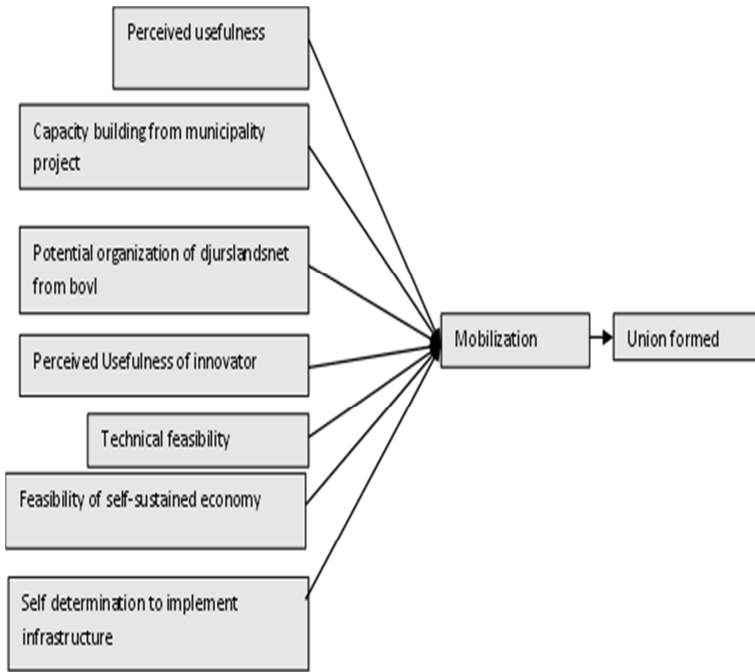 Perceived usefulness
Capacity building from municipality
project
Potential organization of djurslandsnet
from bovl
Perceived Usefulness of innovator
Technical feasibility
Feasibility of self-sustained economy
Self determination to implement
infrastructure
Mobilization
Union formed